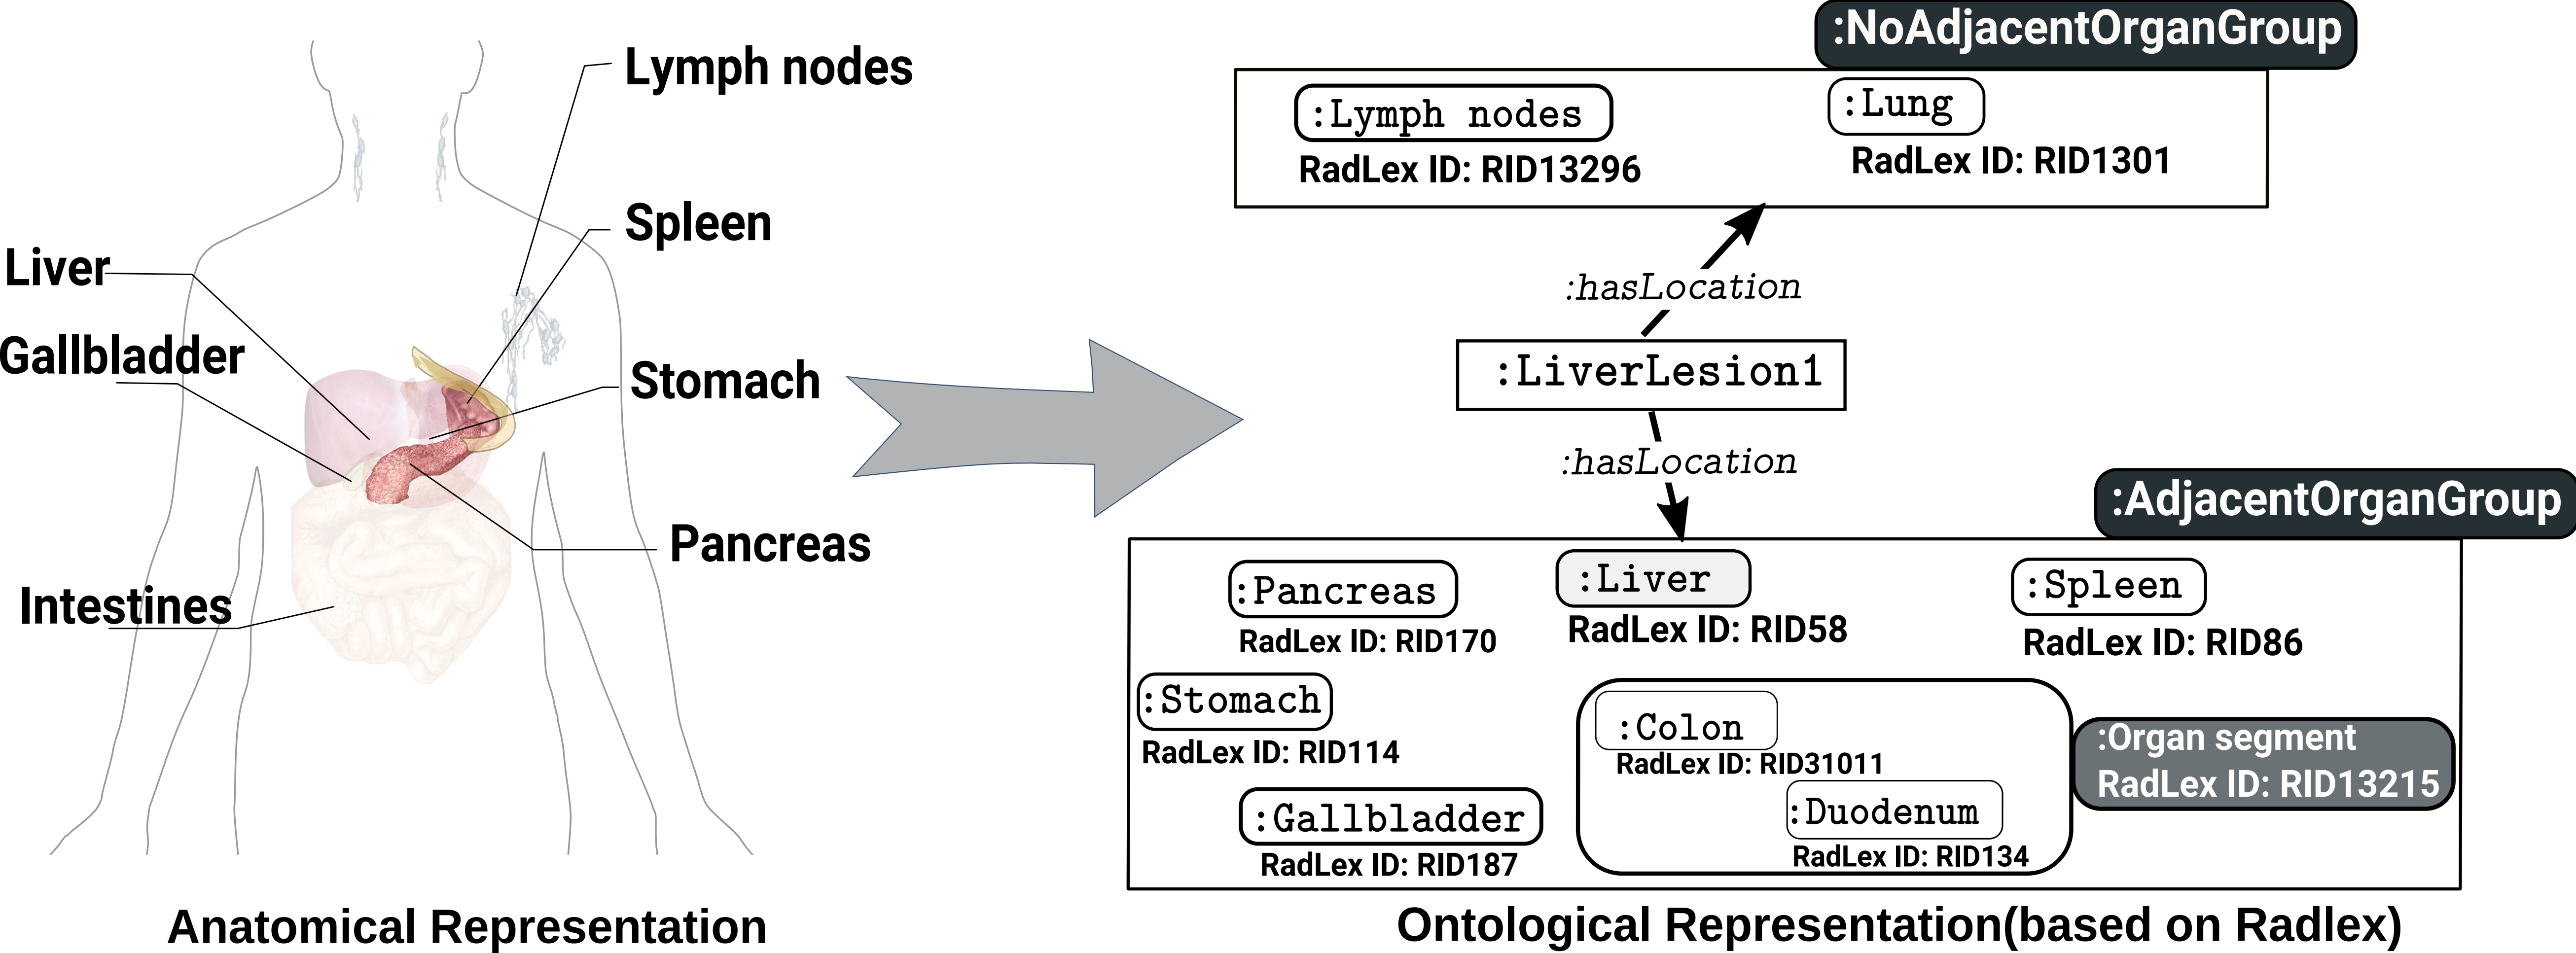 Lymph nodes
Spleen
Liver
Gallbladder
Stomach
Pancreas
Intestines
Anatomical Representation
:NoAdjacentOrganGroup
:Lymph nodes
RadLex ID: RID13296
:Lung
RadLex ID: RID1301
:hasLocation
:LiverLesion1
:hasLocation
:AdjacentOrganGroup
:Pancreas
RadLex ID: RID170
:Liver
RadLex ID: RID58
:Spleen
RadLex ID: RID86
:Stomach
RadLex ID: RID114
:Colon
RadLex ID: RID31011
:Organ segment
RadLex ID: RID13215
:Gallbladder
RadLex ID: RID187
:Duodenum
RadLex ID: RID134
Ontological Representation(based on Radlex)